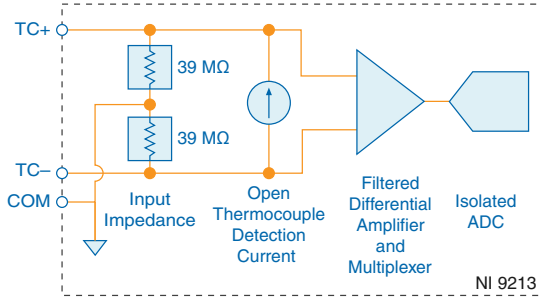 TC+
39 MΩ
39 MΩ
TC–
COM
Input
Impedance
Open
Thermocouple
Detection
Current
Filtered
Differential
Amplifier
and
Multiplexer
Isolated
ADC
NI 9213